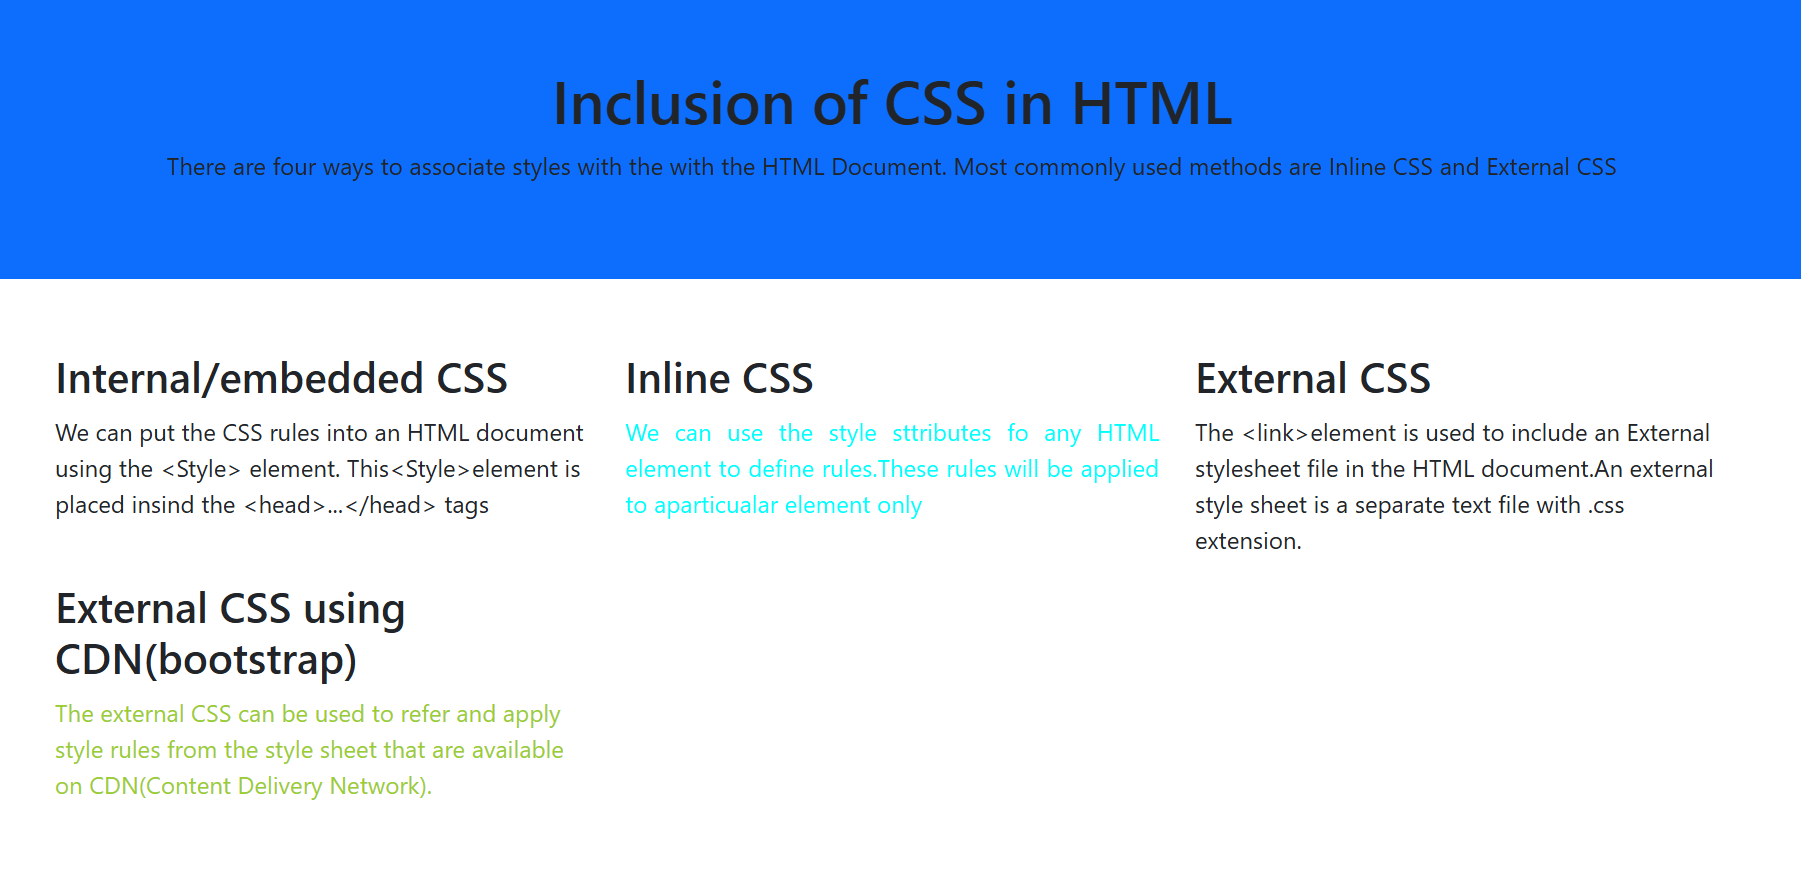 Inclusion of CSS in HTML
There are four ways to associate styles with the with the HTML Document. Most commonly used methods are Inline CSS and External CSS
Internal/embedded CSS
We can put the CSS rules into an HTML document
using the <Style> element. This<Style>element is
placed insind the <head>...</head> tags
Inline CSS
We can use the style sttributes fo any HTML
element to define rules.These rules will be applied
to aparticualar element only
External CSS
The <link>element is used to include an External
stylesheet file in the HTML document.An external
style sheet is a separate text file with .css
extension.
External CSS using
CDN(bootstrap)
The external CSS can be used to refer and apply
style rules from the style sheet that are available
on CDN(Content Delivery Network).